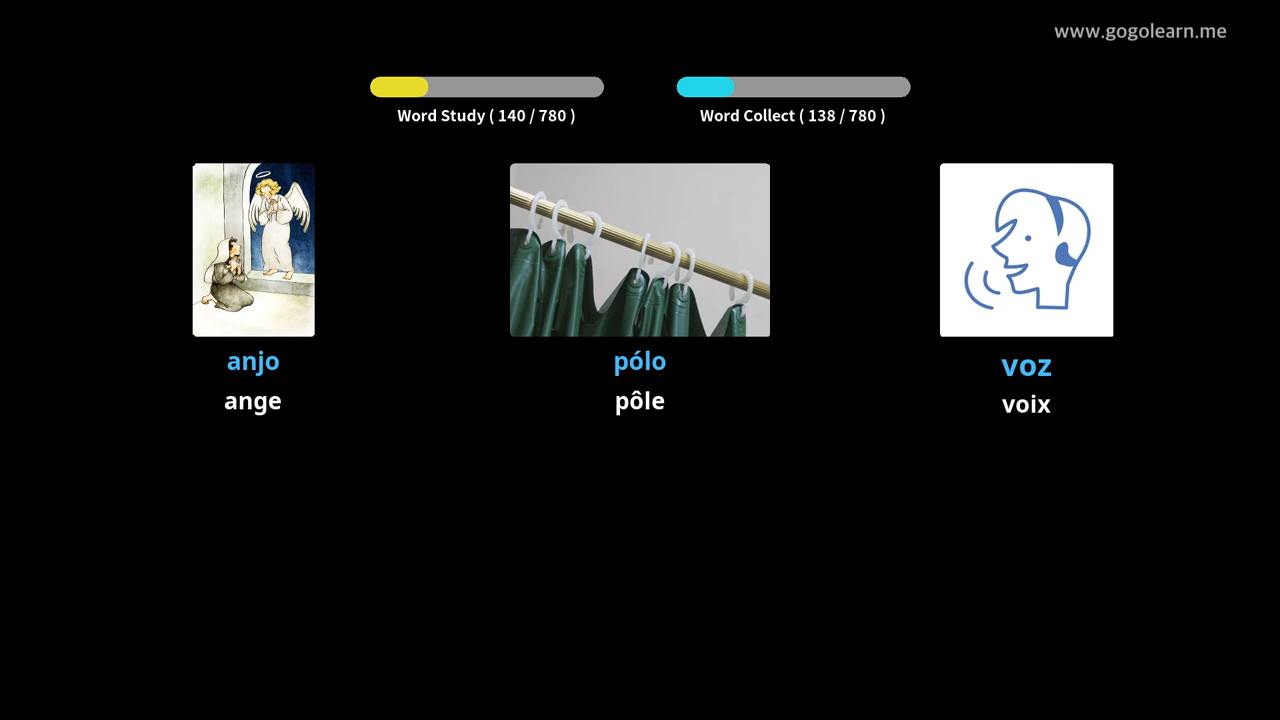 www.gogolearn.me
Word Study ( 140 / 780 )
Word Collect ( 138 / 780 )
anjo
ange
pólo
pôle
voz
voix